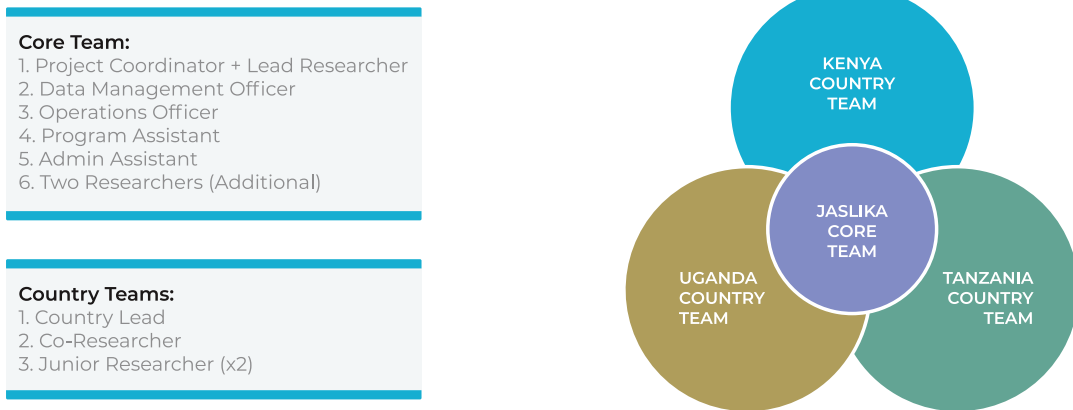 Core Team:
1. Project Coordinator + Lead Researcher
2. Data Management Officer
3. Operations Officer
4. Program Assistant
5. Admin Assistant
6. Two Researchers (Additional)
Country Teams:
1. Country Lead
2. Co-Researcher
3. Junior Researcher (x2)
KENYA
COUNTRY
TEAM
JASLIKA
CORE
TEAM
UGANDA
COUNTRY
TEAM
TANZANIA
COUNTRY
TEAM